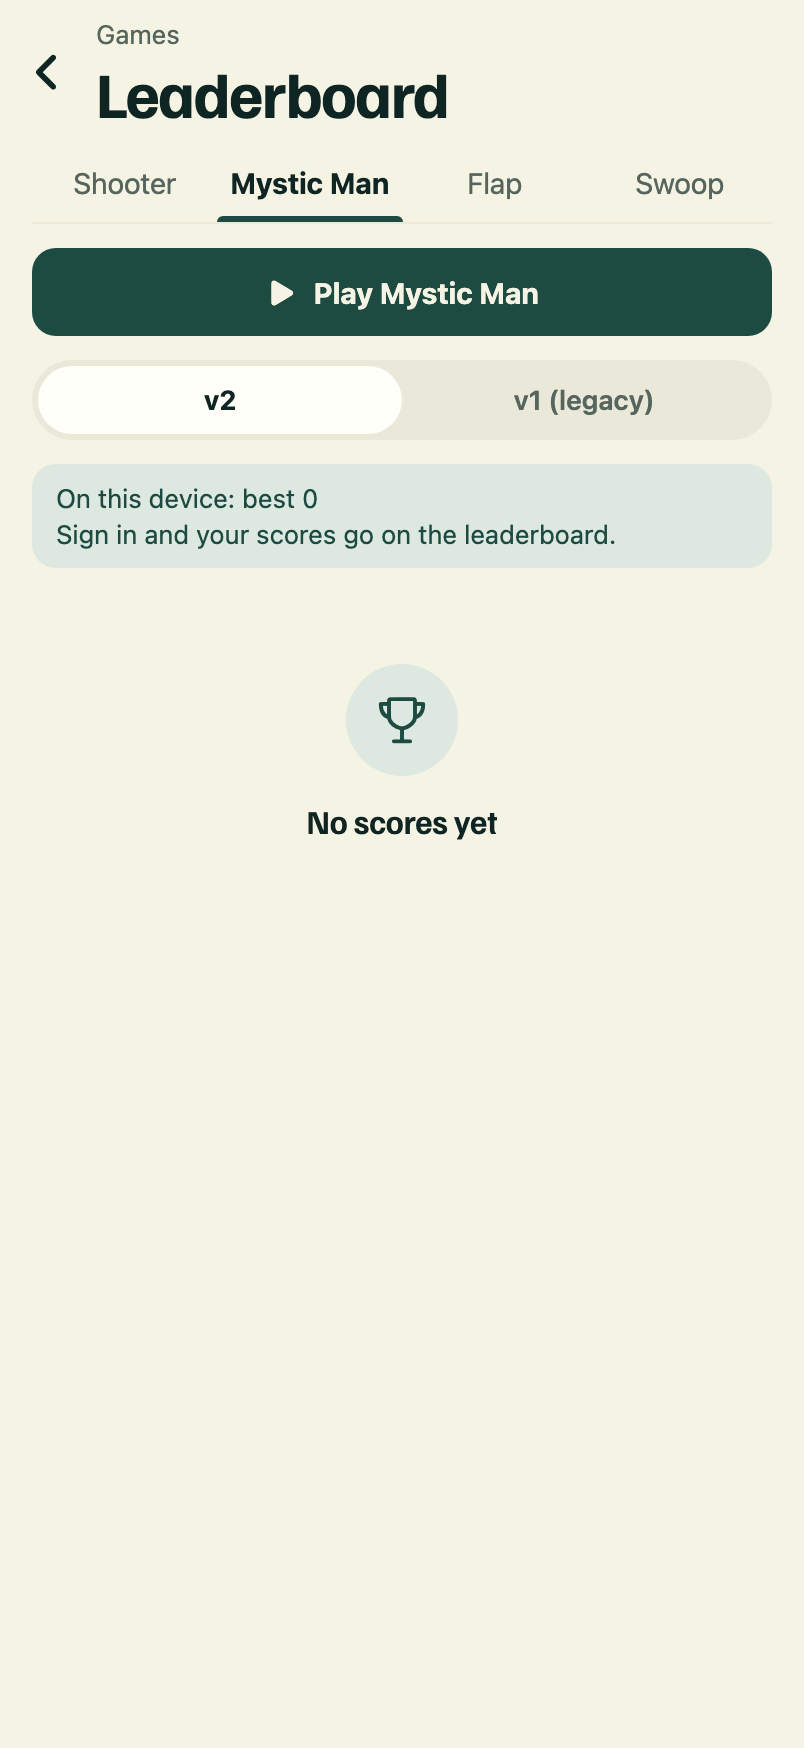 Games
Leaderboard
Shooter Mystic Man Flap Swoop
Play Mystic Man
v2 v1 (legacy)
On this device: best 0
Sign in and your scores go on the leaderboard.
No scores yet